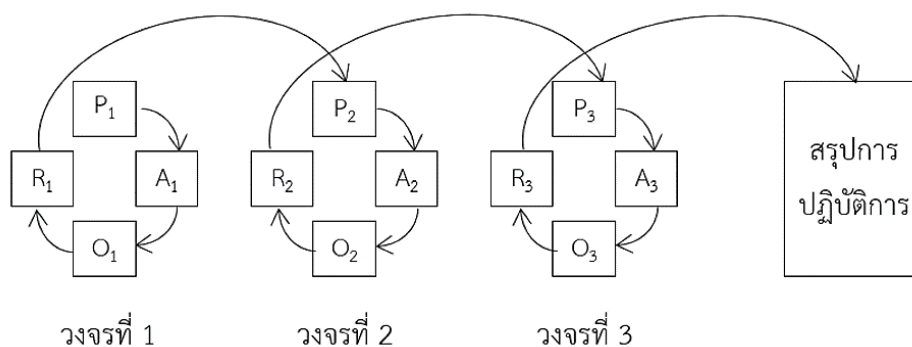 P1
R1
A1
O1
วงจรที่ 1
P2
R2
A2
O2
วงจรที่ 2
P3
R3
A3
O3
วงจรที่ 3
สรุปการ
ปฏิบัติการ